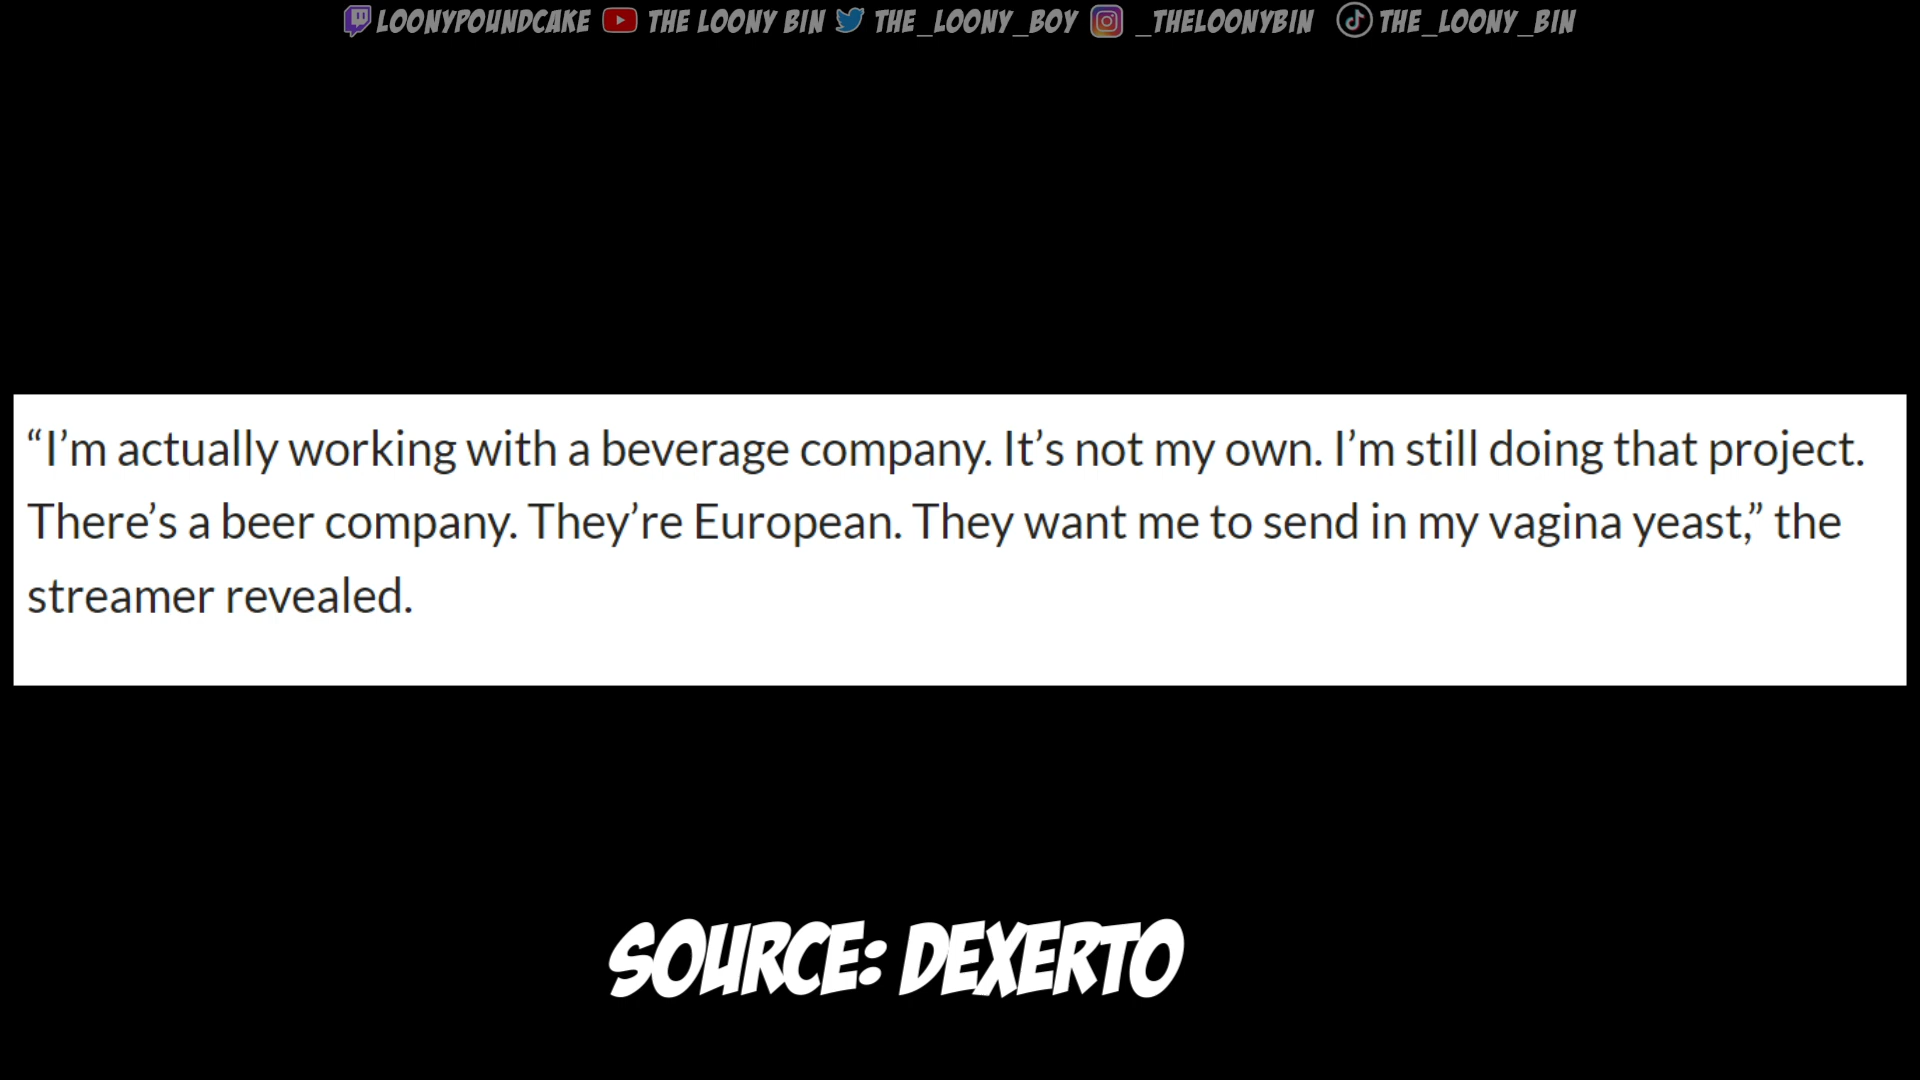 LOONYPOUNDCAKE THE LOONY BIN THE_LOONY_BOY _THELOONYBIN THE_LOONY_BIN
“I’m actually working with a beverage company. It’s not my own. I’m still doing that project.
There’s a beer company. They’re European. They want me to send in my vagina yeast,” the
streamer revealed.
SOURCE: DEXERTO